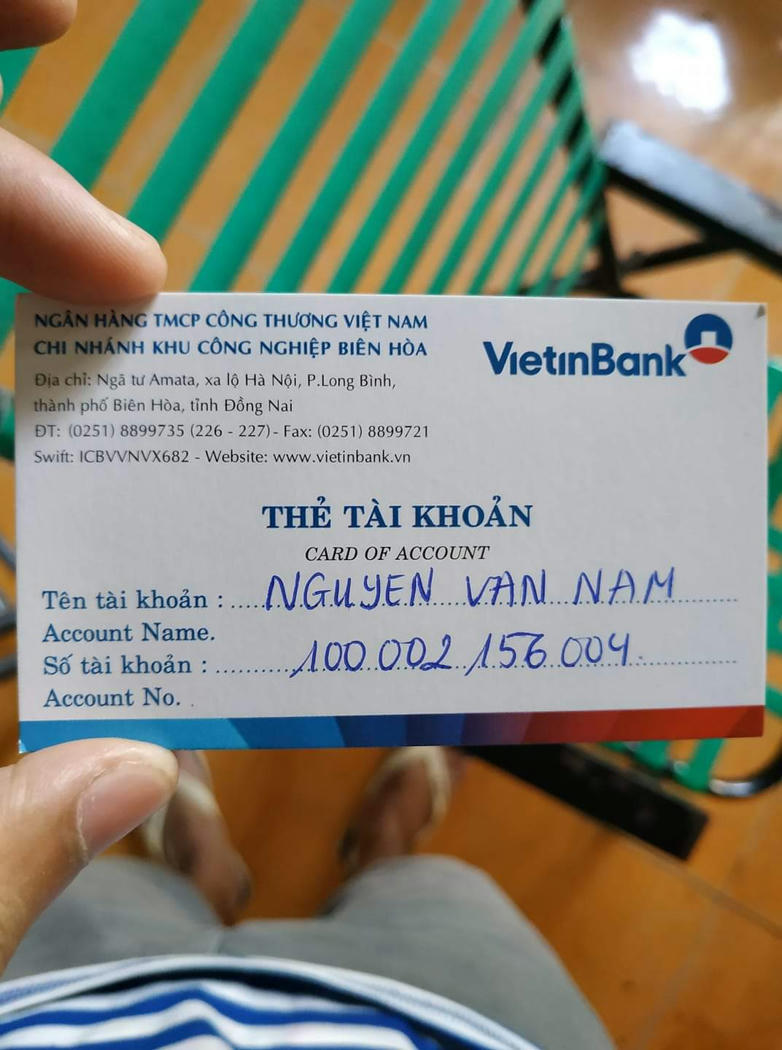 NGÂN HÀNG TMCP CÔNG THƯƠNG VIỆT NAM
CHI NHÁNH KHU CÔNG NGHIỆP BIÊN HÒA
VietinBank
Địa chỉ: Ngã tư Amata, xa lộ Hà Nội, P.Long Bình,
thành phố Biên Hòa, tỉnh Đồng Nai
ĐT: (0251) 8899735 (226 - 227)- Fax: (0251) 8899721
Swift: ICBVVNVX682 - Website: www.vietinbank.vn
THẺ TÀI KHOẢN
CARD OF ACCOUNT
Tên tài khoản : NGUYEN VAN NAM
Account Name.
Số tài khoản : 100 002 156 004
Account No.